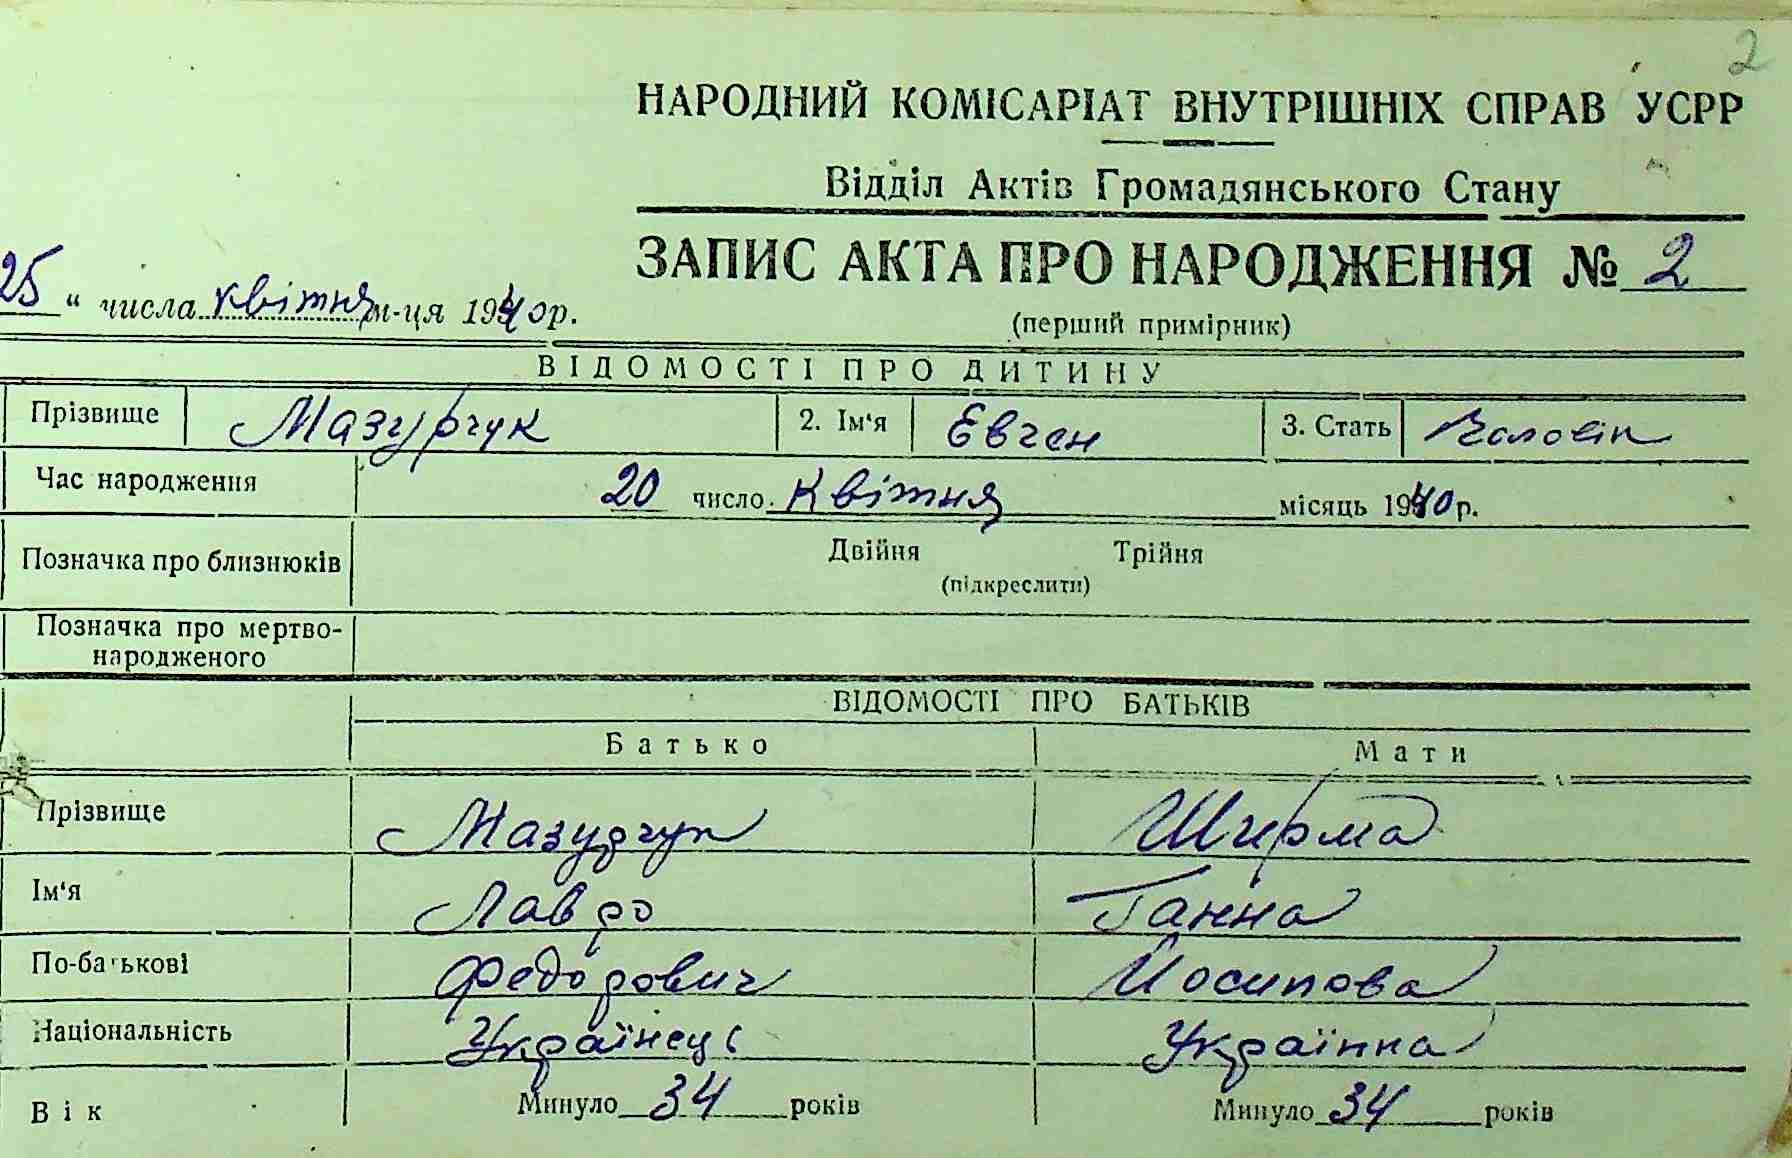 2
НАРОДНИЙ КОМІСАРІАТ ВНУТРІШНІХ СПРАВ УСРР
Відділ Актів Громадянського Стану
ЗАПИС АКТА ПРО НАРОДЖЕННЯ № 2
25 " числа квітня м-ця 1940 р.
(перший примірник)
ВІДОМОСТІ ПРО ДИТИНУ
Прізвище Мазурчук 2. Ім'я Евген 3. Стать Чоловік
Час народження 20 число Квітня місяць 1940 р.
Позначка про близнюків Двійня Трійня
(підкреслити)
Позначка про мертво-
народженого
ВІДОМОСТІ ПРО БАТЬКІВ
Батько Мати
Прізвище Мазурчук Ширма
Ім'я Лавро Ганна
По-батькові Федорович Йосипова
Національність Українець Українка
Вік Минуло 34 років Минуло 34 років